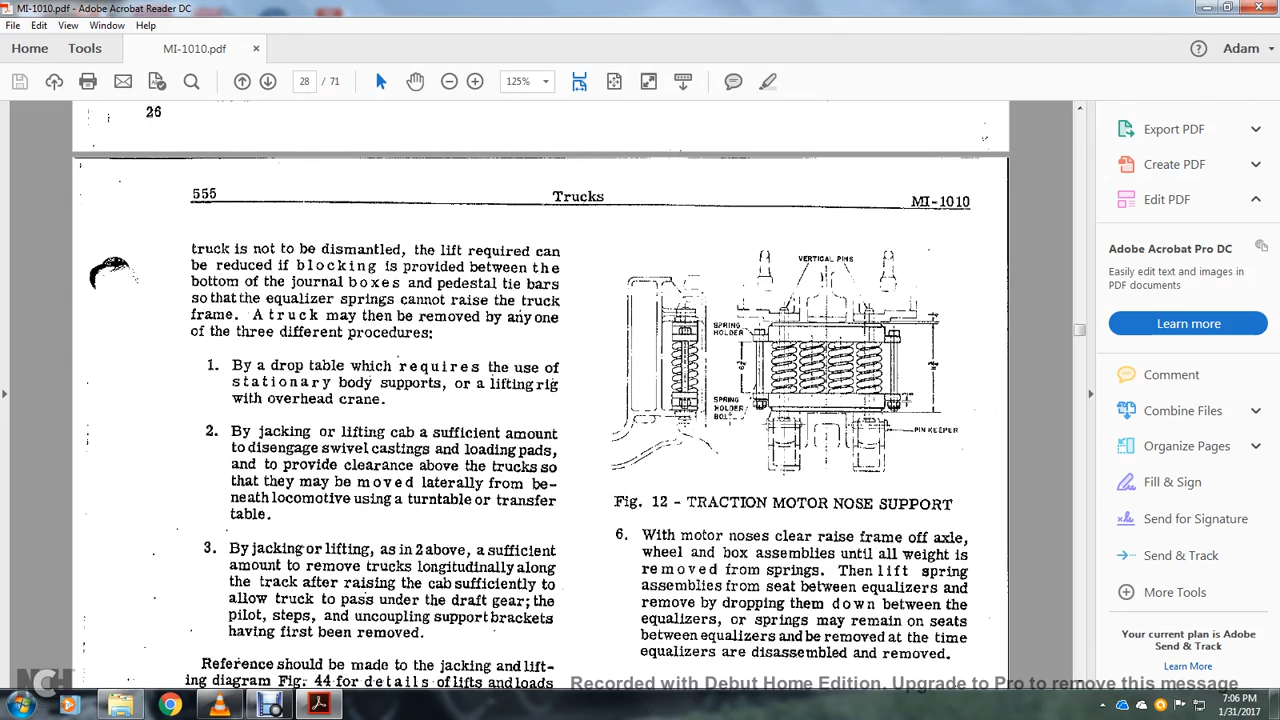 MI-1010.pdf - Adobe Acrobat Reader DC
File Edit View Window Help
Home Tools MI-1010.pdf × ? Adam
28 / 71 125%
26
555 Trucks MI-1010
truck is not to be dismantled, the lift required can
be reduced if blocking is provided between the
bottom of the journal boxes and pedestal tie bars
so that the equalizer springs cannot raise the truck
frame. A truck may then be removed by any one
of the three different procedures:
1. By a drop table which requires the use of
stationary body supports, or a lifting rig
with overhead crane.
2. By jacking or lifting cab a sufficient amount
to disengage swivel castings and loading pads,
and to provide clearance above the trucks so
that they may be moved laterally from be-
neath locomotive using a turntable or transfer
table.
3. By jacking or lifting, as in 2 above, a sufficient
amount to remove trucks longitudinally along
the track after raising the cab sufficiently to
allow truck to pass under the draft gear; the
pilot, steps, and uncoupling support brackets
having first been removed.
Reference should be made to the jacking and lift-
ing diagram Fig. 44 for details of lifts and loads
VERTICAL PINS
SPRING
HOLDER
SPRING
HOLDER
BOLT
PIN KEEPER
Fig. 12 - TRACTION MOTOR NOSE SUPPORT
6. With motor noses clear raise frame off axle,
wheel and box assemblies until all weight is
removed from springs. Then lift spring
assemblies from seat between equalizers and
remove by dropping them down between the
equalizers, or springs may remain on seats
between equalizers and be removed at the time
equalizers are disassembled and removed.
Export PDF
Create PDF
Edit PDF
Adobe Acrobat Pro DC
Easily edit text and images in
PDF documents
Learn more
Comment
Combine Files
Organize Pages
Fill & Sign
Send for Signature
Send & Track
More Tools
Your current plan is Adobe
Send & Track
Learn More
NCH
Recorded with Debut Home Edition. Upgrade to Pro to remove this message
7:06 PM
1/31/2017